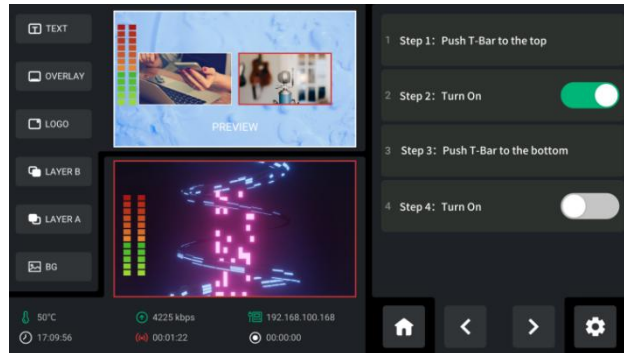 TEXT
OVERLAY
LOGO
LAYER B
LAYER A
BG
PREVIEW
1 Step 1: Push T-Bar to the top
2 Step 2: Turn On
3 Step 3: Push T-Bar to the bottom
4 Step 4: Turn On
50°C
4225 kbps
192.168.100.168
17:09:56
00:01:22
00:00:00